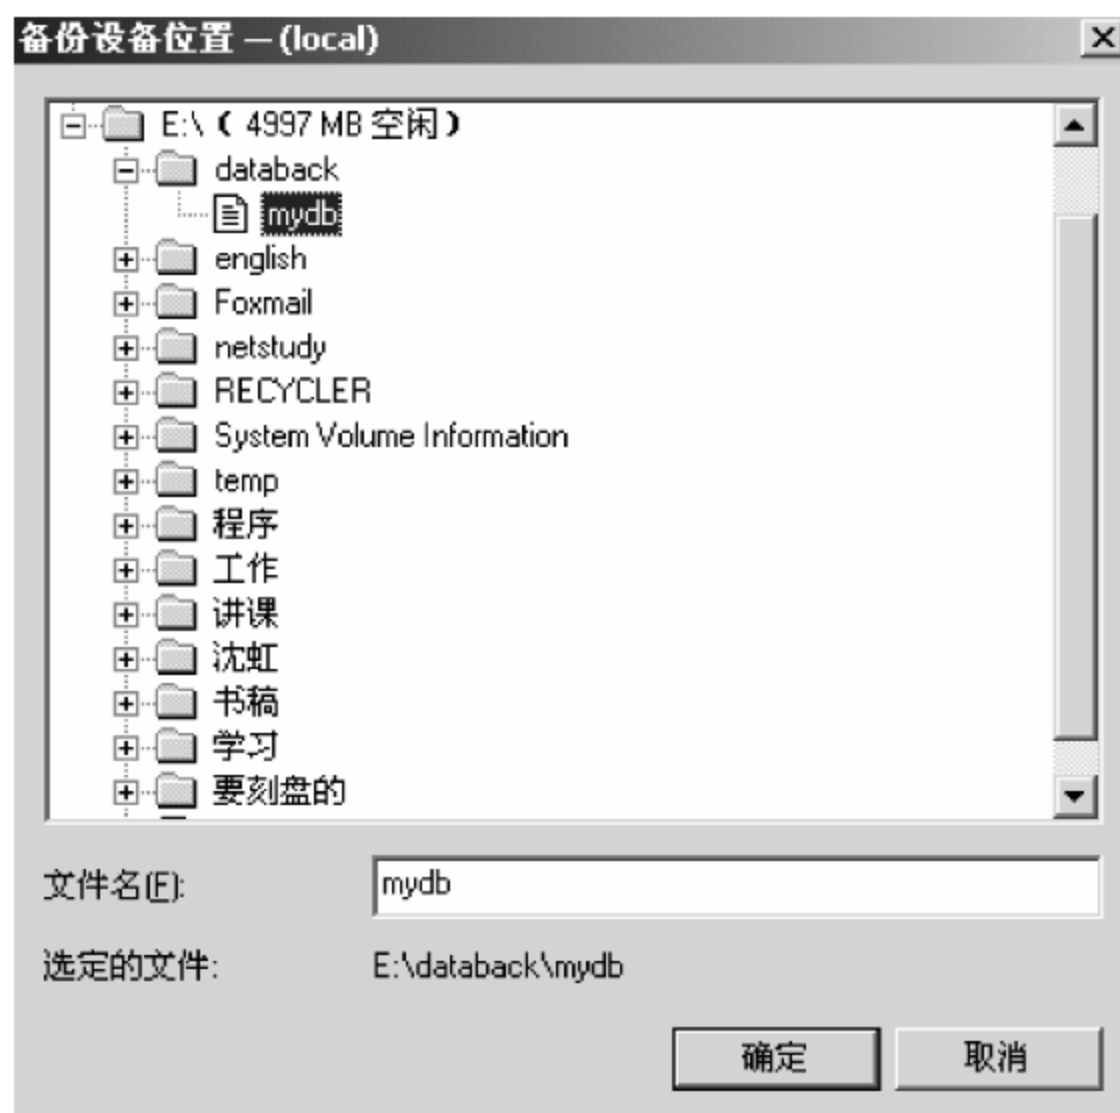 备份设备位置 — (local)
E:\ ( 4997 MB 空闲 )
databack
mydb
english
Foxmail
netstudy
RECYCLER
System Volume Information
temp
程序
工作
讲课
沈虹
书稿
学习
要刻盘的
文件名(F): mydb
选定的文件: E:\databack\mydb
确定 取消